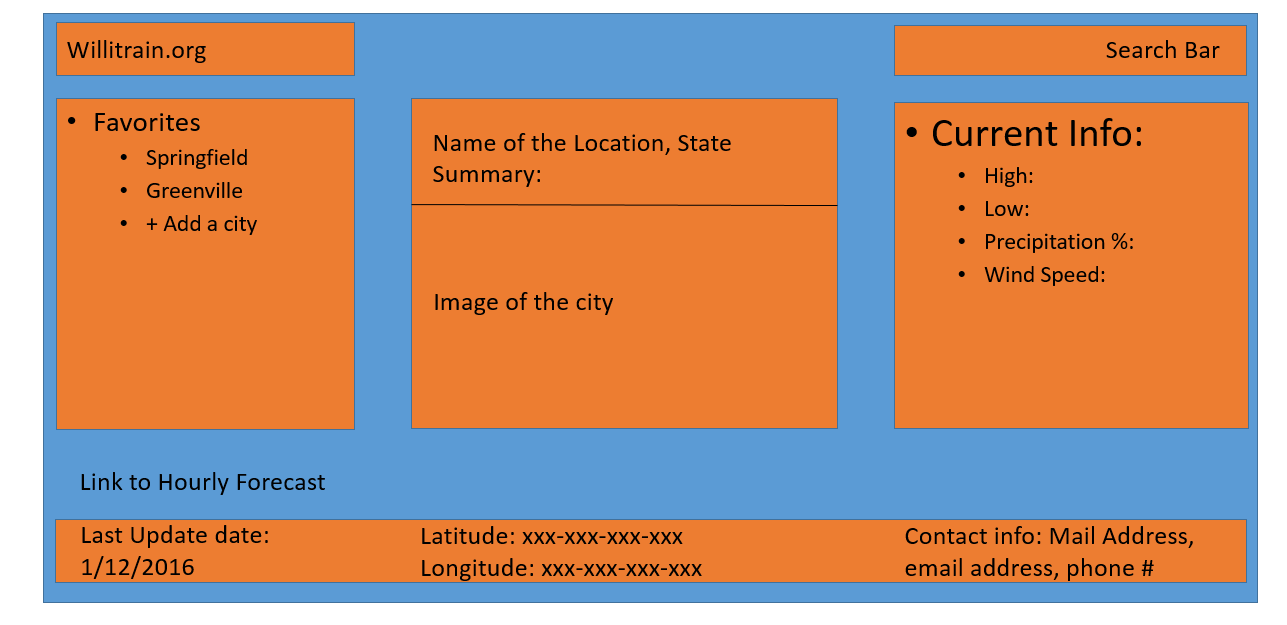 Willitrain.org
Search Bar
• Favorites
• Springfield
• Greenville
• + Add a city
Name of the Location, State
Summary:
Image of the city
• Current Info:
• High:
• Low:
• Precipitation %:
• Wind Speed:
Link to Hourly Forecast
Last Update date:
1/12/2016
Latitude: xxx-xxx-xxx-xxx
Longitude: xxx-xxx-xxx-xxx
Contact info: Mail Address,
email address, phone #